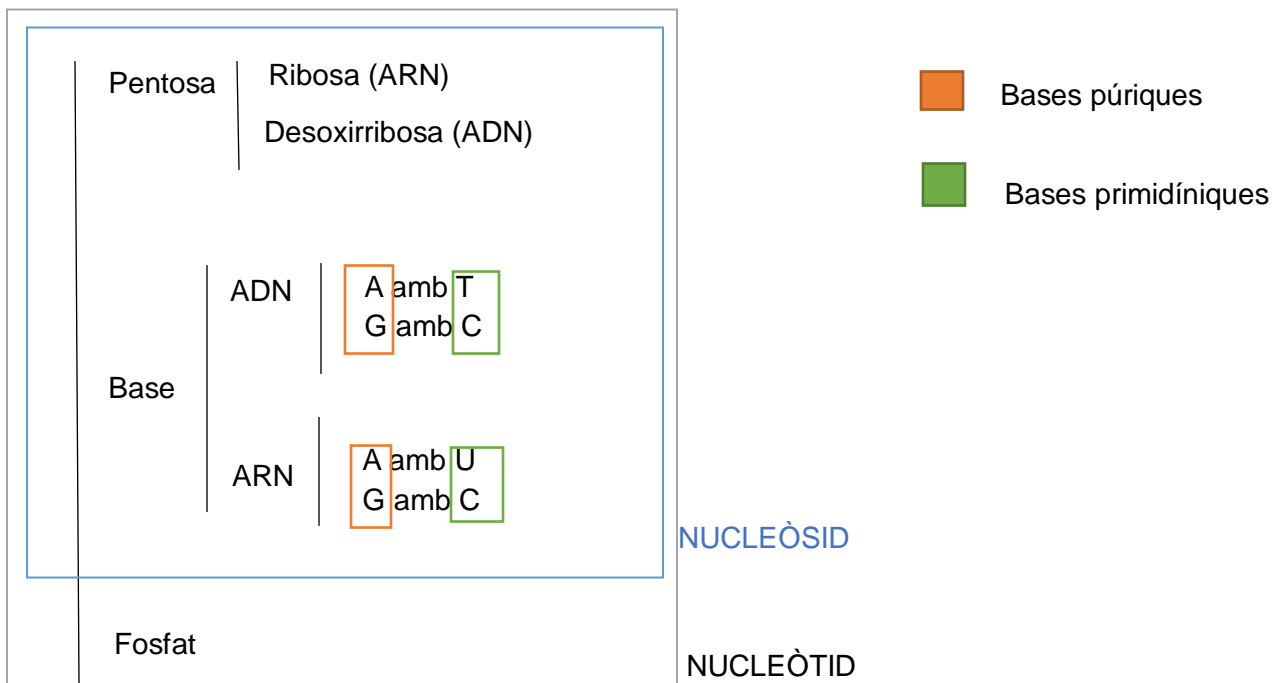 Pentosa
Ribosa (ARN)
Desoxirribosa (ADN)
Base
ADN
A amb T
G amb C
ARN
A amb U
G amb C
NUCLEÒSID
Fosfat
NUCLEÒTID
Bases púriques
Bases primidíniques